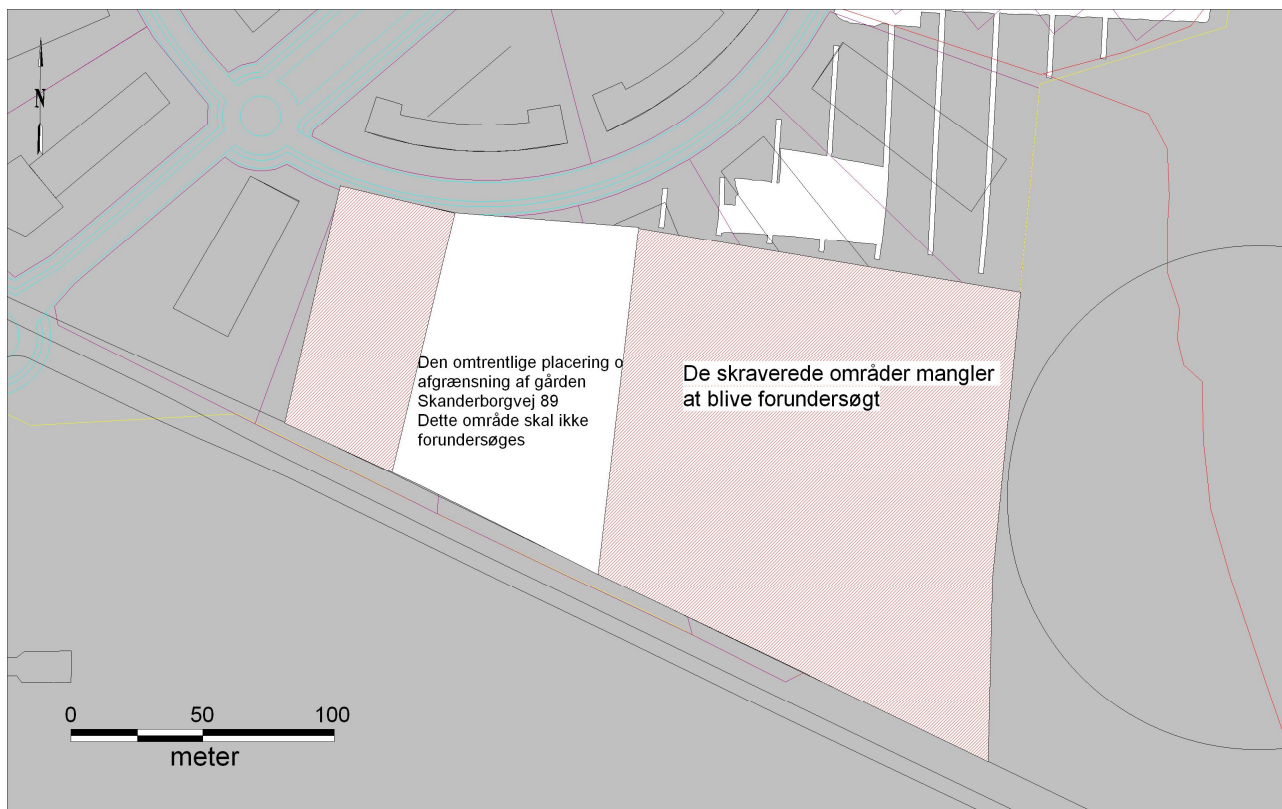 N
Den omtrentlige placering o
afgrænsning af gården
Skanderborgvej 89
Dette område skal ikke
forundersøges
De skraverede områder mangler
at blive forundersøgt
0 50 100
meter